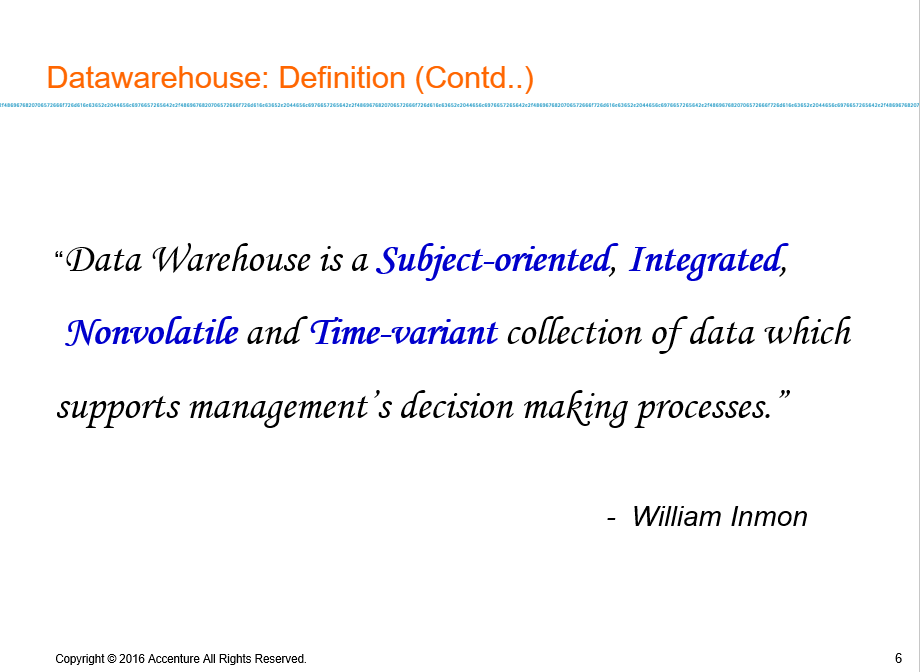 Datawarehouse: Definition (Contd..)
“Data Warehouse is a Subject-oriented, Integrated,
Nonvolatile and Time-variant collection of data which
supports management’s decision making processes.”
- William Inmon
Copyright © 2016 Accenture All Rights Reserved.
6